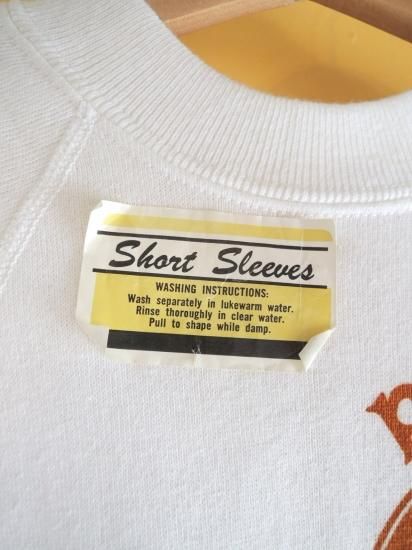 Short Sleeves
WASHING INSTRUCTIONS:
Wash separately in lukewarm water.
Rinse thoroughly in clear water.
Pull to shape while damp.